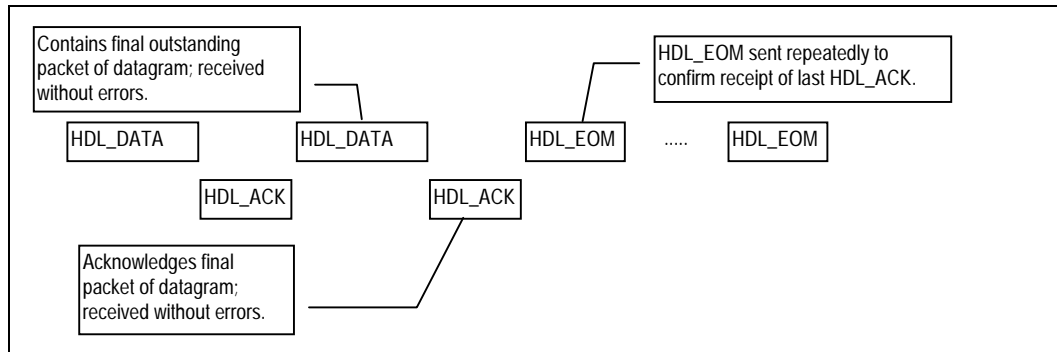 Contains final outstanding
packet of datagram; received
without errors.
HDL_EOM sent repeatedly to
confirm receipt of last HDL_ACK.
HDL_DATA
HDL_DATA
HDL_EOM
.....
HDL_EOM
HDL_ACK
HDL_ACK
Acknowledges final
packet of datagram;
received without errors.